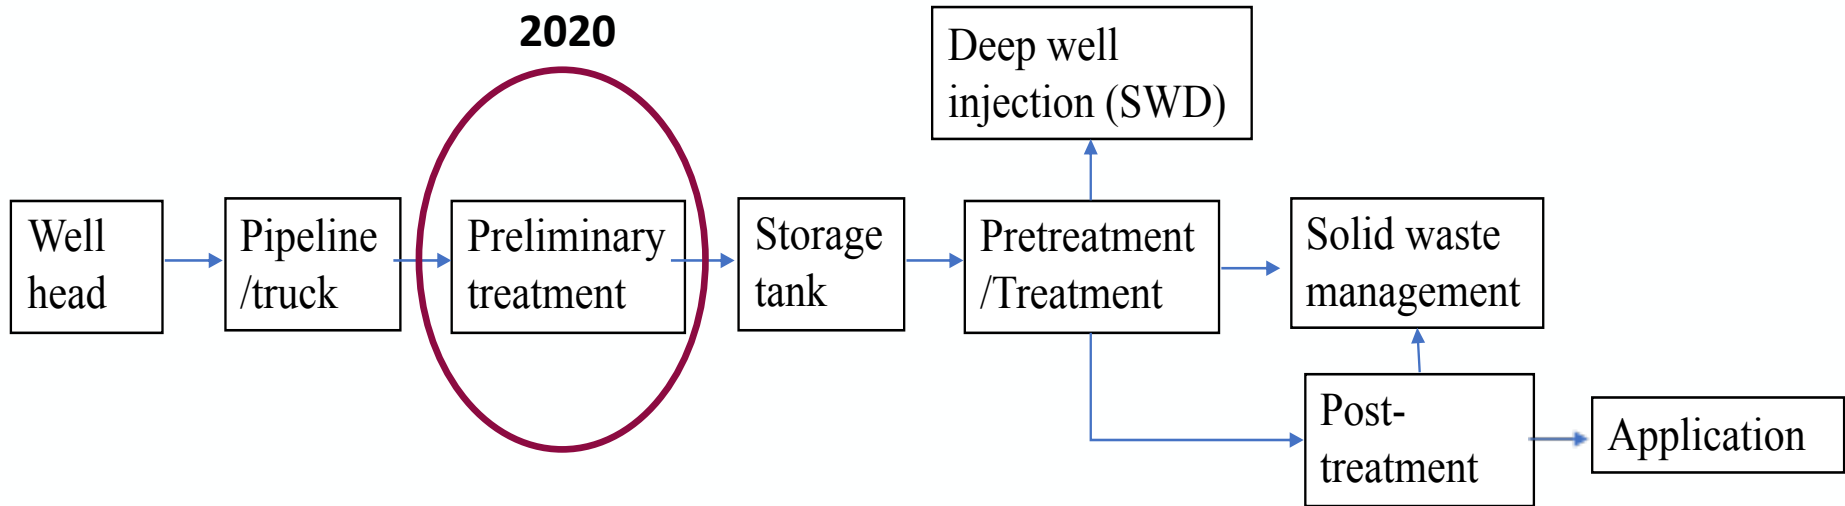 2020
Deep well
injection (SWD)
Well
head
Pipeline
/truck
Preliminary
treatment
Storage
tank
Pretreatment
/Treatment
Solid waste
management
Post-
treatment
Application